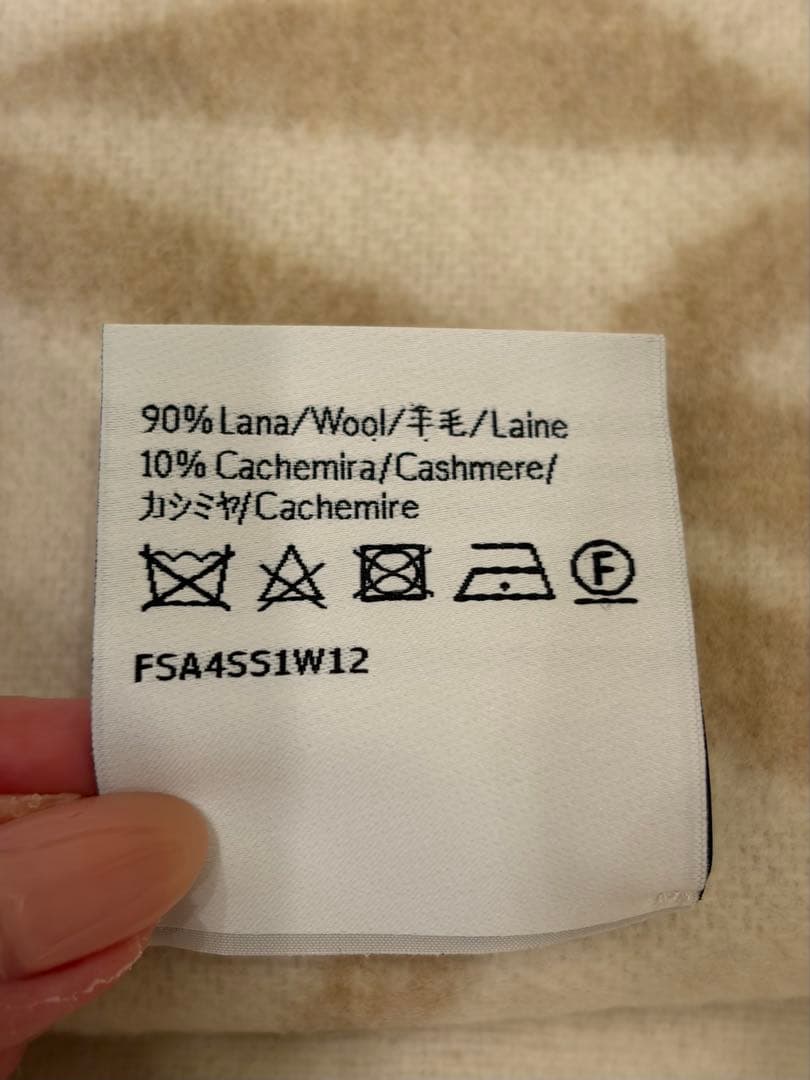 90% Lana/Wool/羊毛/Laine
10% Cachemira/Cashmere/
カシミヤ/Cachemire
F
FSA4SS1W12